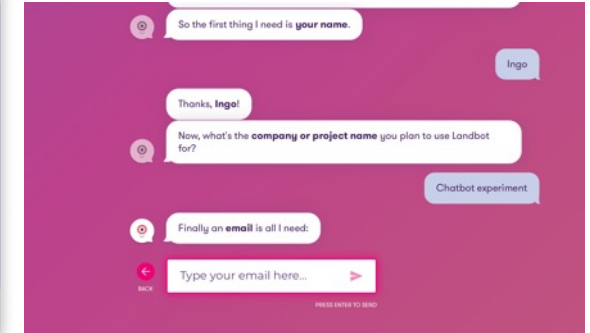 So the first thing I need is your name.
Ingo
Thanks, Ingo!
Now, what's the company or project name you plan to use Landbot
for?
Chatbot experiment
Finally an email is all I need:
Type your email here...
BACK
PRESS ENTER TO SEND